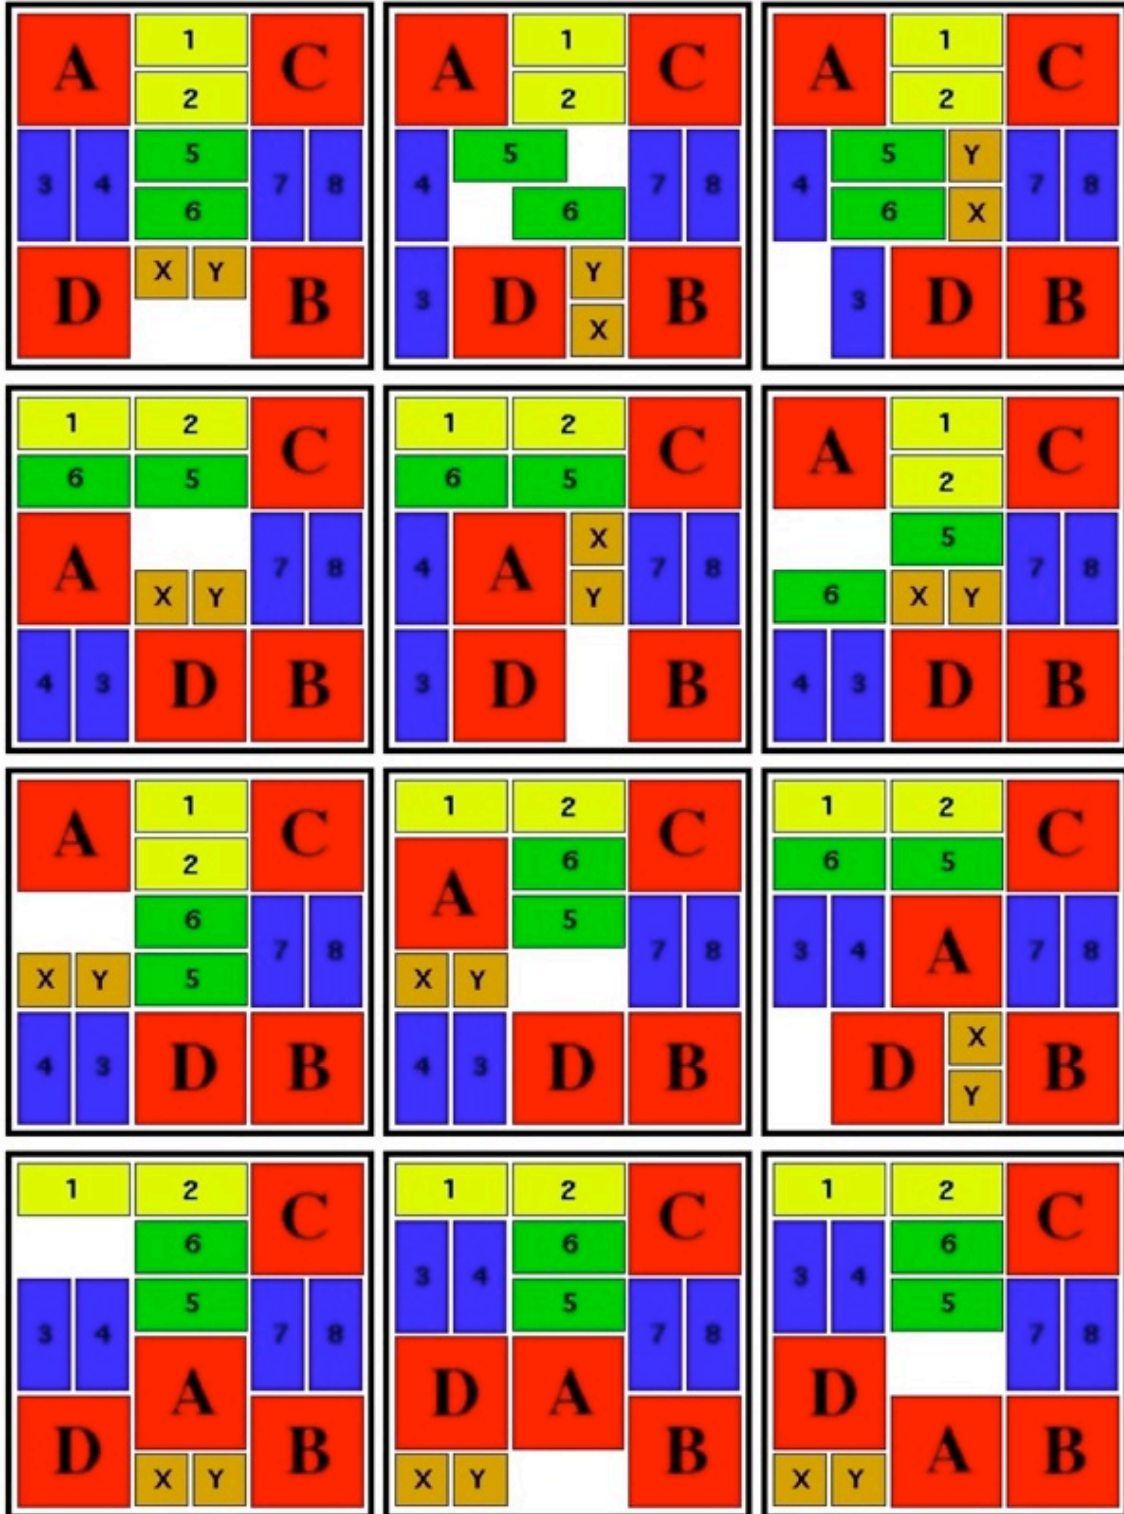 A 1 C
2
3 4 5 7 8
6
D X Y B
A 1 C
2
4 5 7 8
6
3 D Y B
X
A 1 C
2
4 5 Y 7 8
6 X
3 D B
1 2 C
6 5
A 7 8
X Y
4 3 D B
1 2 C
6 5
4 A X 7 8
Y
3 D B
A 1 C
2
5 7 8
6 X Y
4 3 D B
A 1 C
2
6 7 8
X Y 5
4 3 D B
1 2 C
A 6
5 7 8
X Y
4 3 D B
1 2 C
6 5
3 4 A 7 8
D X B
Y
1 2 C
6
3 4 5 7 8
A
D B
X Y
1 2 C
3 4 6
5 7 8
D A
X Y B
1 2 C
3 4 6
5 7 8
D
X Y A B